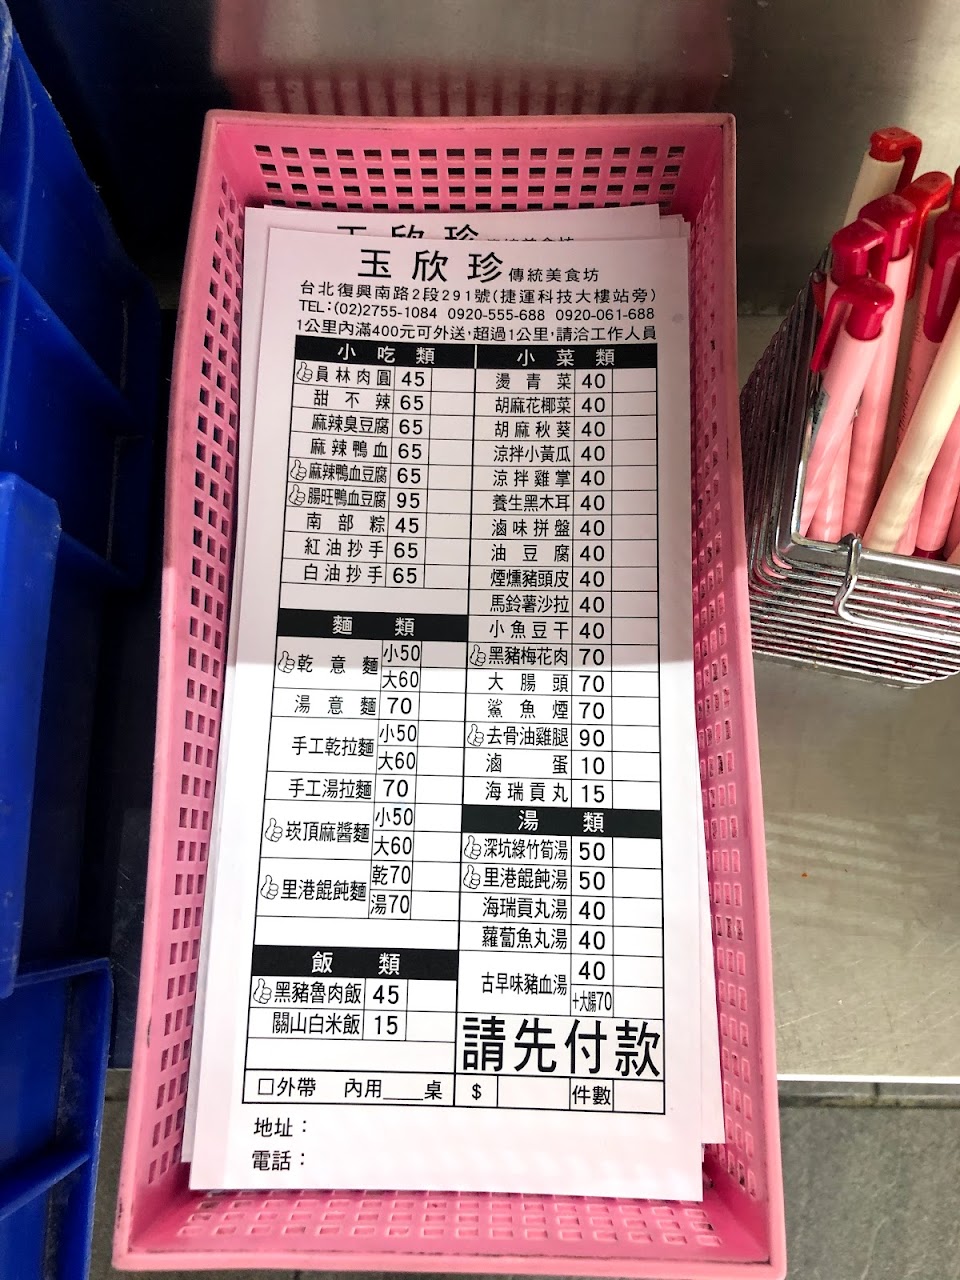 玉欣珍傳統美食坊
台北復興南路2段291號(捷運科技大樓站旁)
TEL:(02)2755-1084 0920-555-688 0920-061-688
1公里內滿400元可外送,超過1公里,請洽工作人員
小吃類
員林肉圓 45
甜不辣 65
麻辣臭豆腐 65
麻辣鴨血 65
麻辣鴨血豆腐 65
腸旺鴨血豆腐 95
南部粽 45
紅油抄手 65
白油抄手 65
麵類
乾意麵 小50
大60
湯意麵 70
手工乾拉麵 小50
大60
手工湯拉麵 70
崁頂麻醬麵 小50
大60
里港餛飩麵 乾70
湯70
飯類
黑豬魯肉飯 45
關山白米飯 15
小菜類
燙青菜 40
胡麻花椰菜 40
胡麻秋葵 40
涼拌小黃瓜 40
涼拌雞掌 40
養生黑木耳 40
滷味拼盤 40
油豆腐 40
煙燻豬頭皮 40
馬鈴薯沙拉 40
小魚豆干 40
黑豬梅花肉 70
大腸頭 70
鯊魚煙 70
去骨油雞腿 90
滷蛋 10
海瑞貢丸 15
湯類
深坑綠竹筍湯 50
里港餛飩湯 50
海瑞貢丸湯 40
蘿蔔魚丸湯 40
古早味豬血湯 40
+大腸70
請先付款
□外帶 內用____桌 $ 件數
地址：
電話：